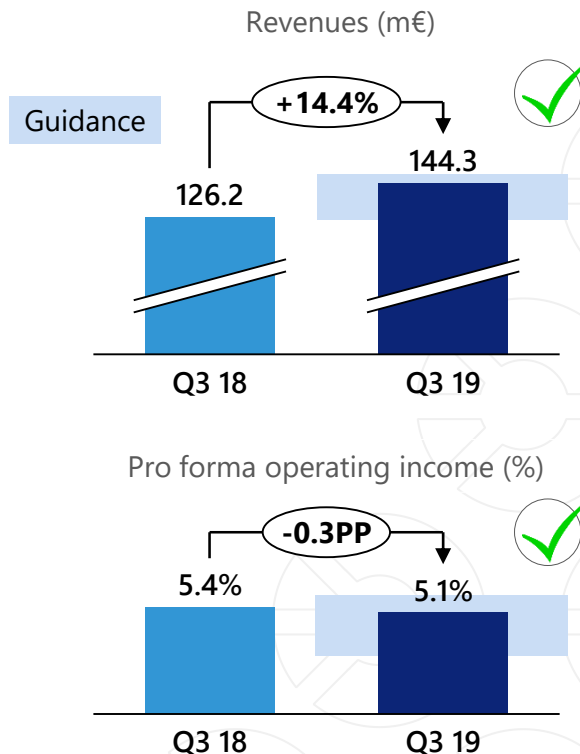 Revenues (m€)
+14.4%
Guidance
144.3
126.2
Q3 18
Q3 19
Pro forma operating income (%)
-0.3PP
5.4%
5.1%
Q3 18
Q3 19